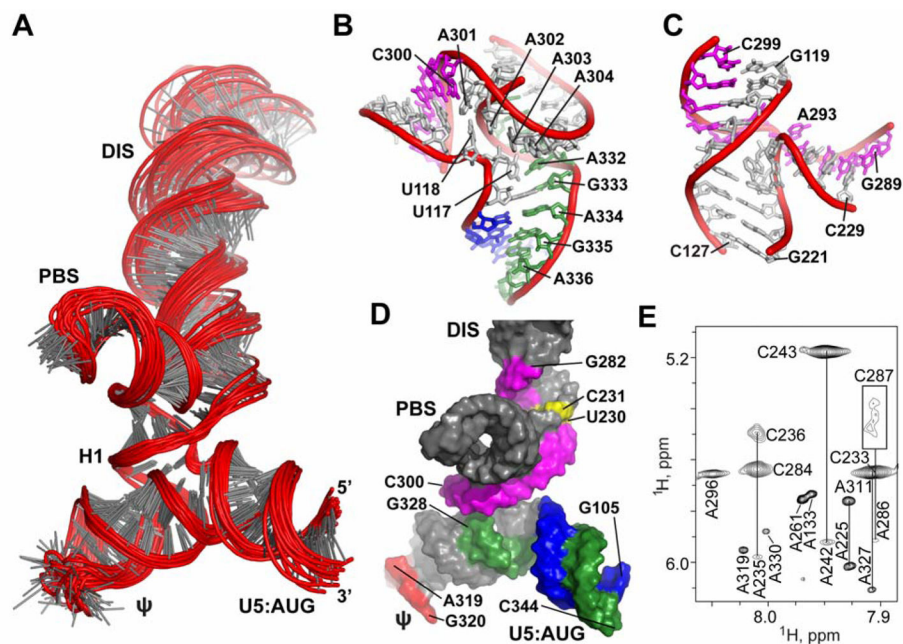 A
DIS
PBS
H1
5’
3’
ψ
U5:AUG
B
A301
C300
A302
A303
A304
U118
U117
A332
G333
A334
G335
A336
C
C299
G119
A293
G289
C229
C127
G221
D
DIS
G282
PBS
C231
U230
C300
G328
G105
A319
G320
C344
ψ
U5:AUG
E
5.2
C243
C287
C236
C284
C233
A311
A296
A261
A133
A225
A286
A319
A235
A330
A242
A327
6.0
1H, ppm
8.0
7.9
1H, ppm